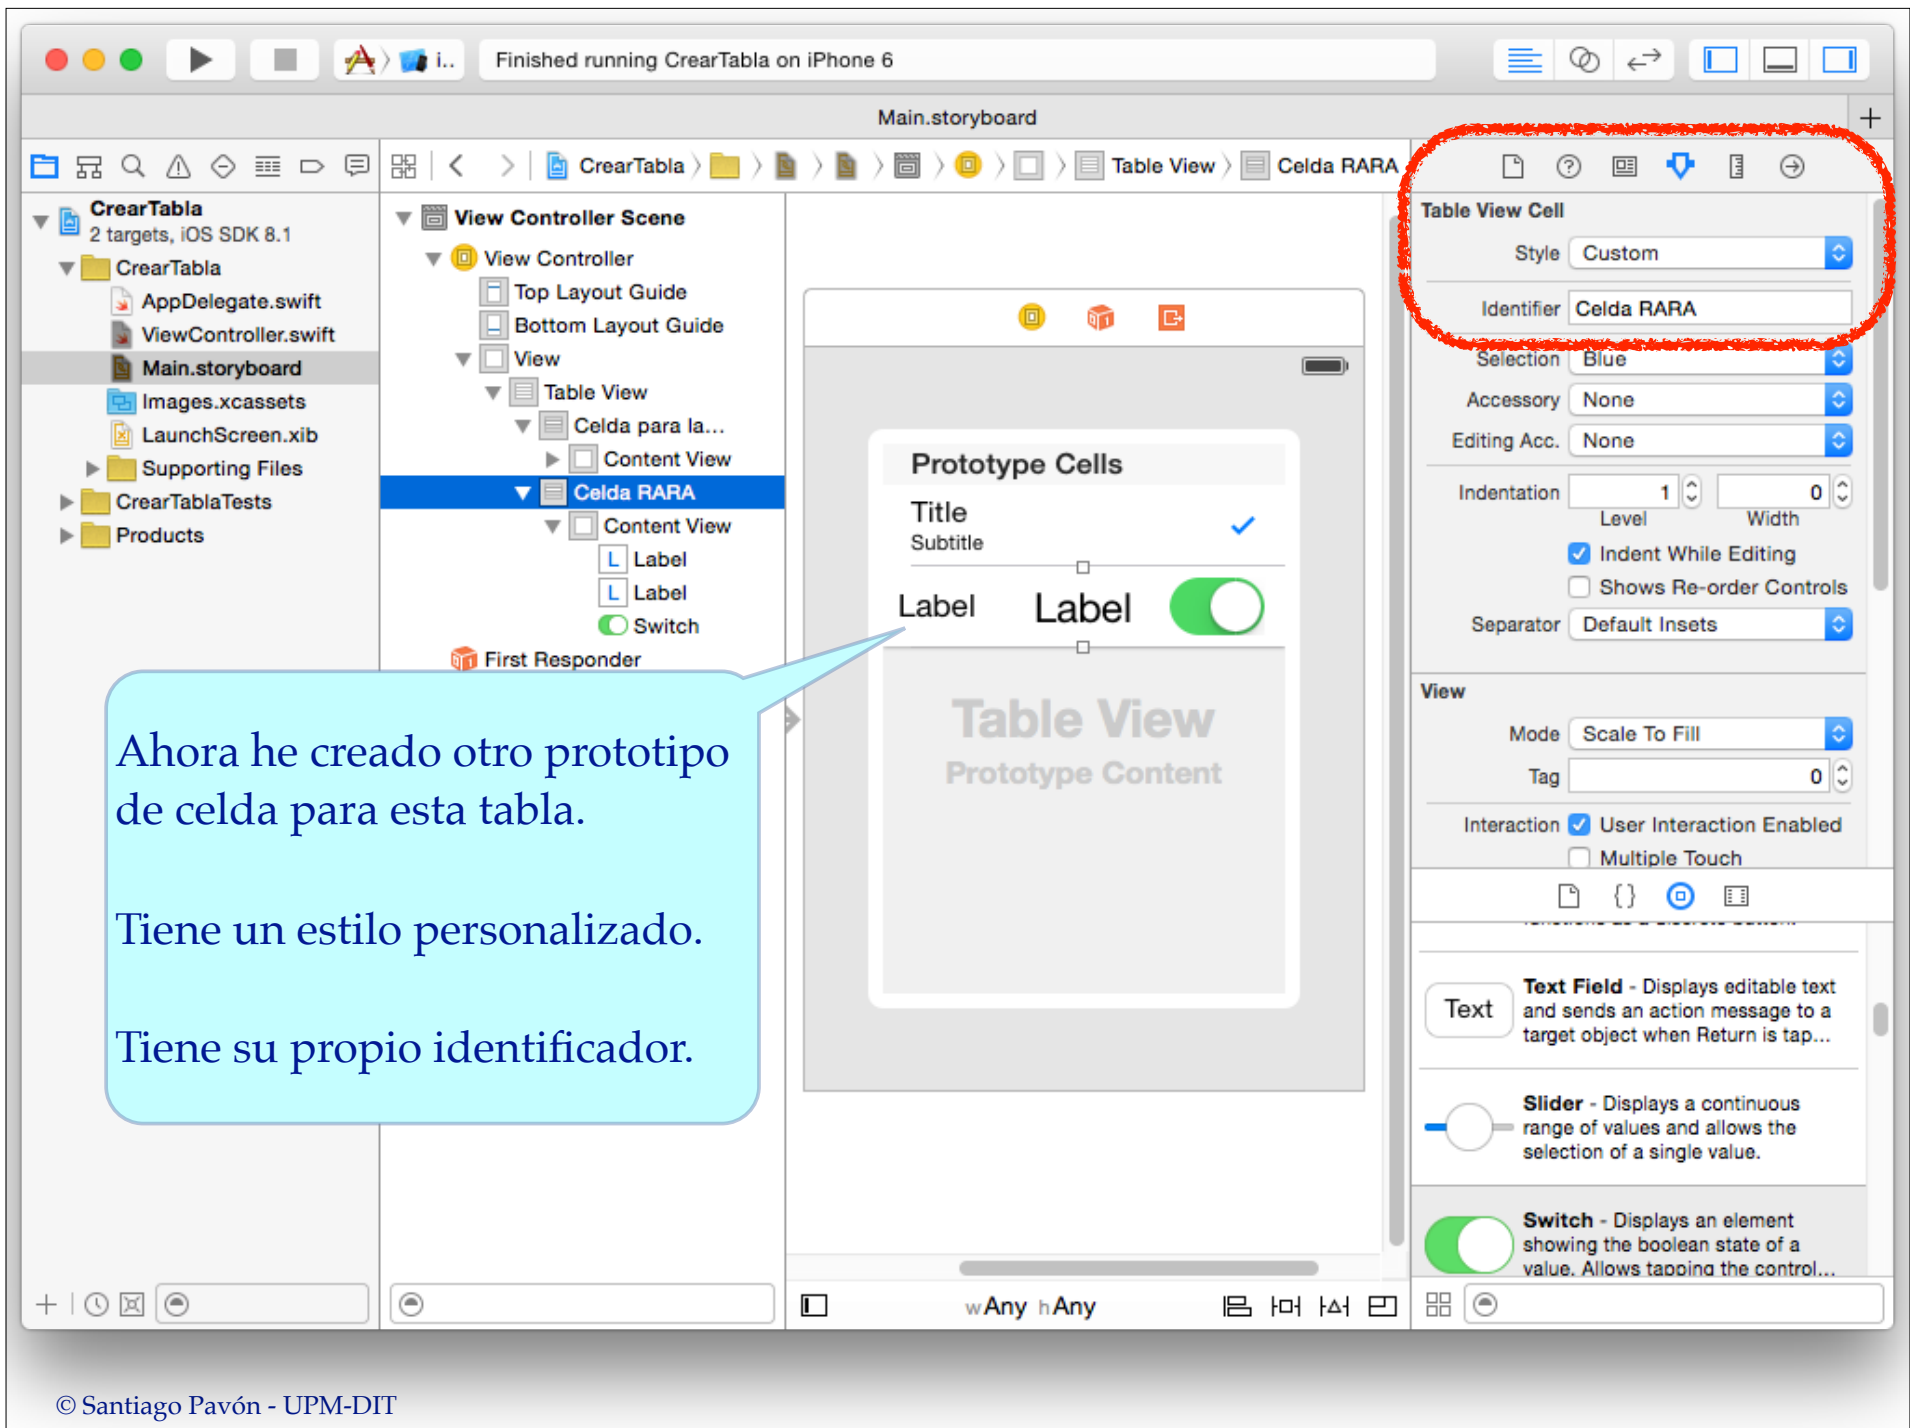 i..
Finished running CrearTabla on iPhone 6
Main.storyboard
CrearTabla
Table View
Celda RARA
CrearTabla
2 targets, iOS SDK 8.1
CrearTabla
AppDelegate.swift
ViewController.swift
Main.storyboard
Images.xcassets
LaunchScreen.xib
Supporting Files
CrearTablaTests
Products
View Controller Scene
View Controller
Top Layout Guide
Bottom Layout Guide
View
Table View
Celda para la...
Content View
Celda RARA
Content View
L Label
L Label
Switch
First Responder
Prototype Cells
Title
Subtitle
Label Label
Table View
Prototype Content
Ahora he creado otro prototipo
de celda para esta tabla.
Tiene un estilo personalizado.
Tiene su propio identificador.
wAny hAny
Table View Cell
Style Custom
Identifier Celda RARA
Selection Blue
Accessory None
Editing Acc. None
Indentation 1 0
Level Width
Indent While Editing
Shows Re-order Controls
Separator Default Insets
View
Mode Scale To Fill
Tag 0
Interaction User Interaction Enabled
Multiple Touch
{}
Text
Text Field - Displays editable text
and sends an action message to a
target object when Return is tap...
Slider - Displays a continuous
range of values and allows the
selection of a single value.
Switch - Displays an element
showing the boolean state of a
value. Allows tapping the control...
© Santiago Pavón - UPM-DIT